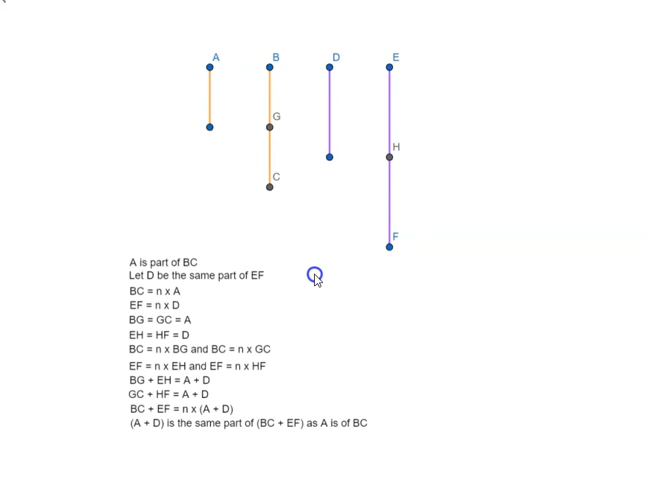 A B D E
G
H
C
F
A is part of BC
Let D be the same part of EF
BC = n x A
EF = n x D
BG = GC = A
EH = HF = D
BC = n x BG and BC = n x GC
EF = n x EH and EF = n x HF
BG + EH = A + D
GC + HF = A + D
BC + EF = n x (A + D)
(A + D) is the same part of (BC + EF) as A is of BC